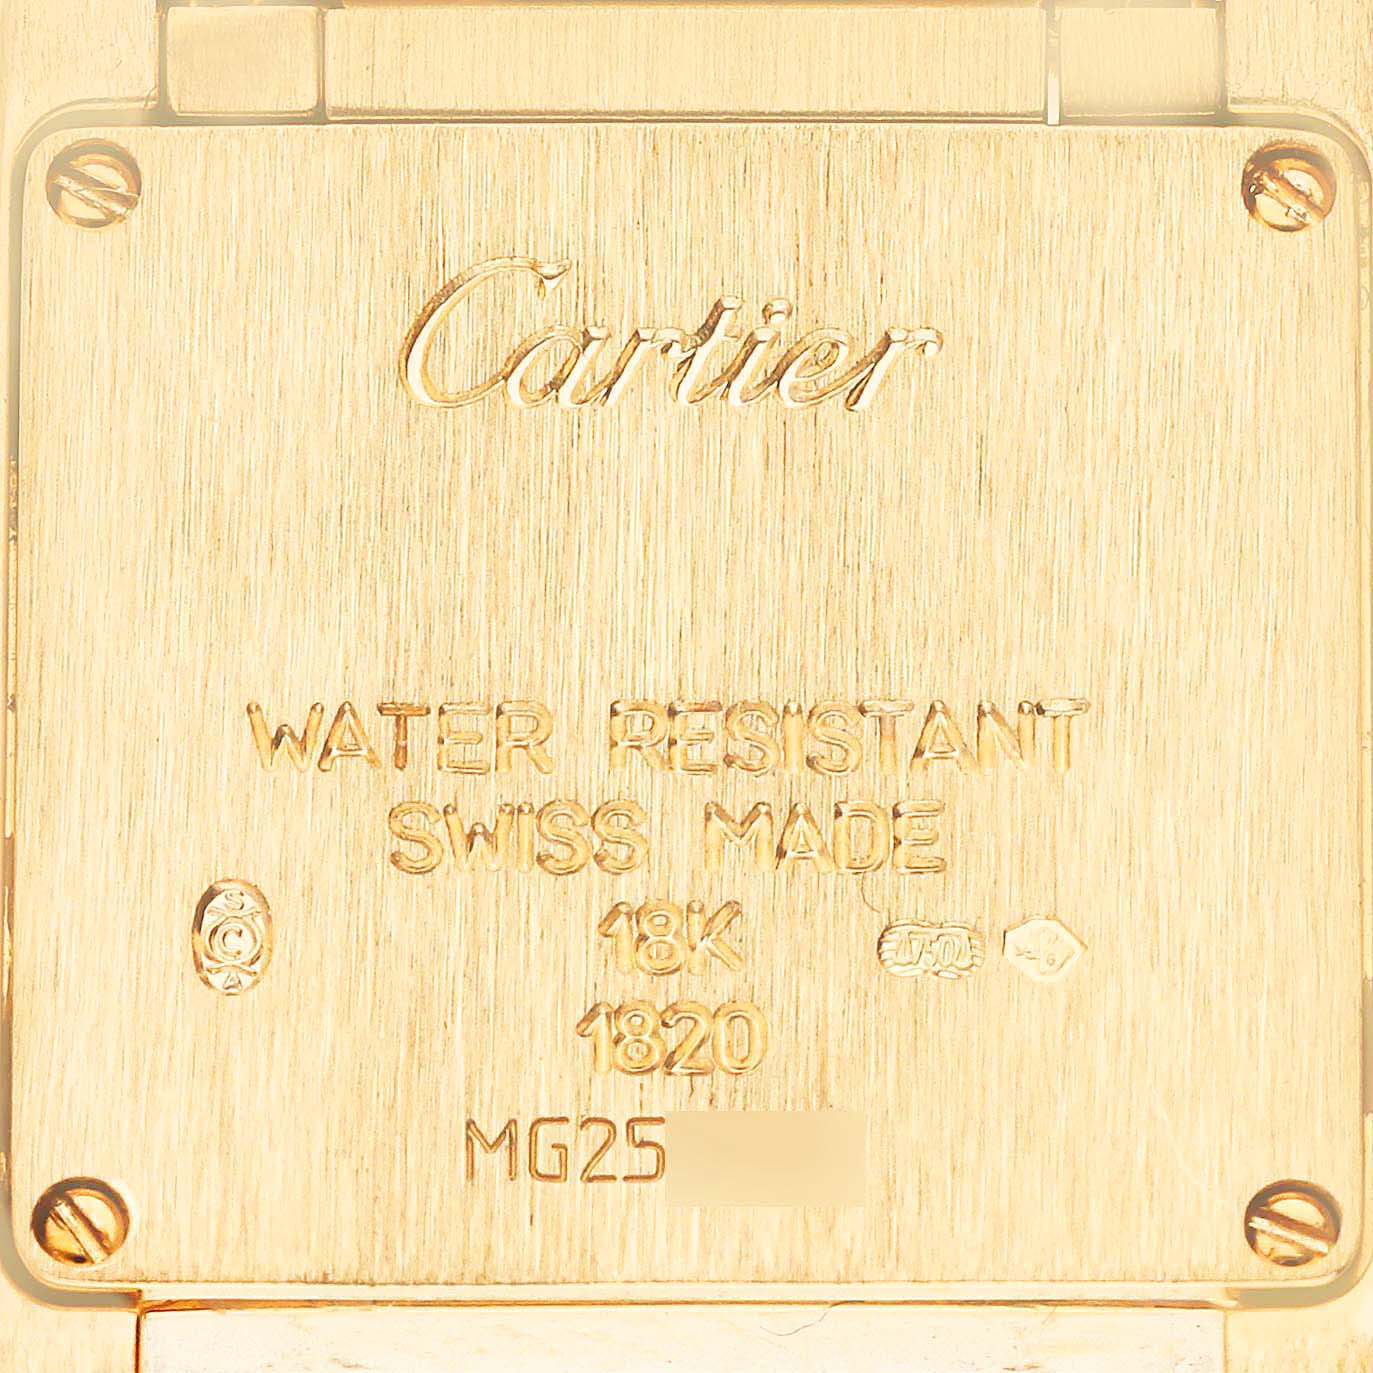 Cartier
WATER RESISTANT
SWISS MADE
18K
S C A
1820
MG25